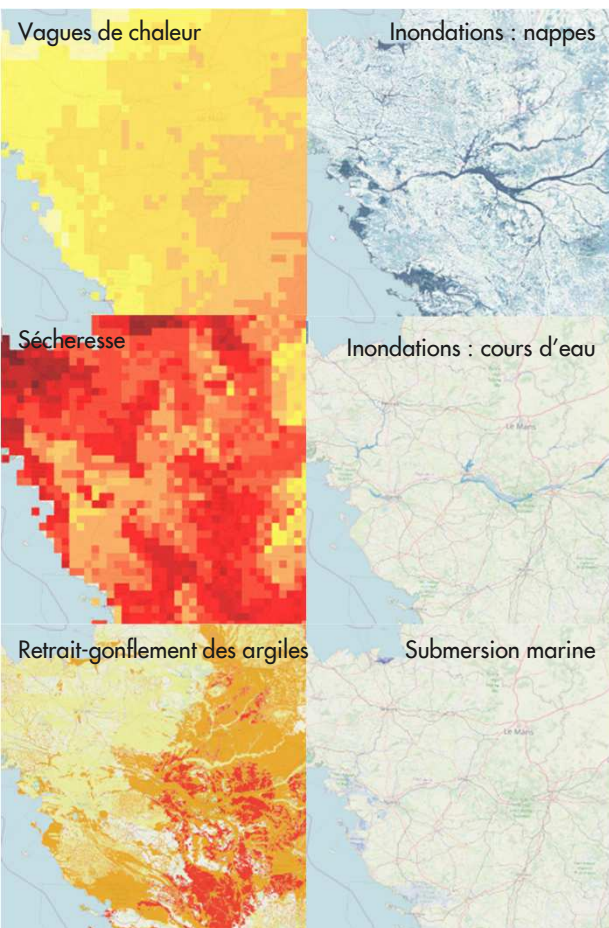 Vagues de chaleur
Inondations : nappes
Sécheresse
Inondations : cours d'eau
Le Mans
Retrait-gonflement des argiles
Submersion marine
Le Mans